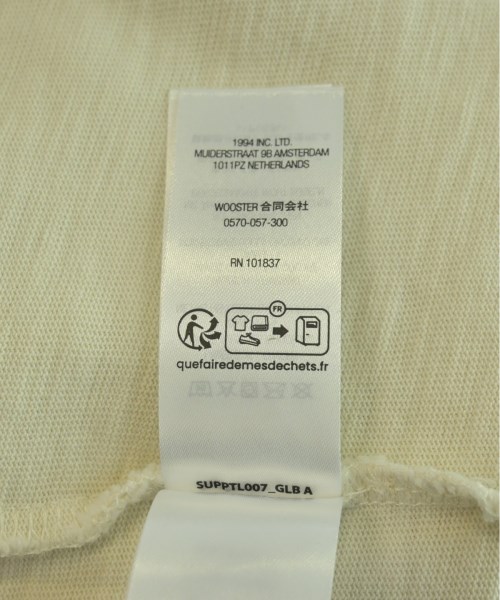 1994 INC. LTD.
MUIDERSTRAAT 9B AMSTERDAM
1011PZ NETHERLANDS
WOOSTER 合同会社
0570-057-300
RN 101837
FR
quefairedemesdechets.fr
SUPPTL007_GLB A